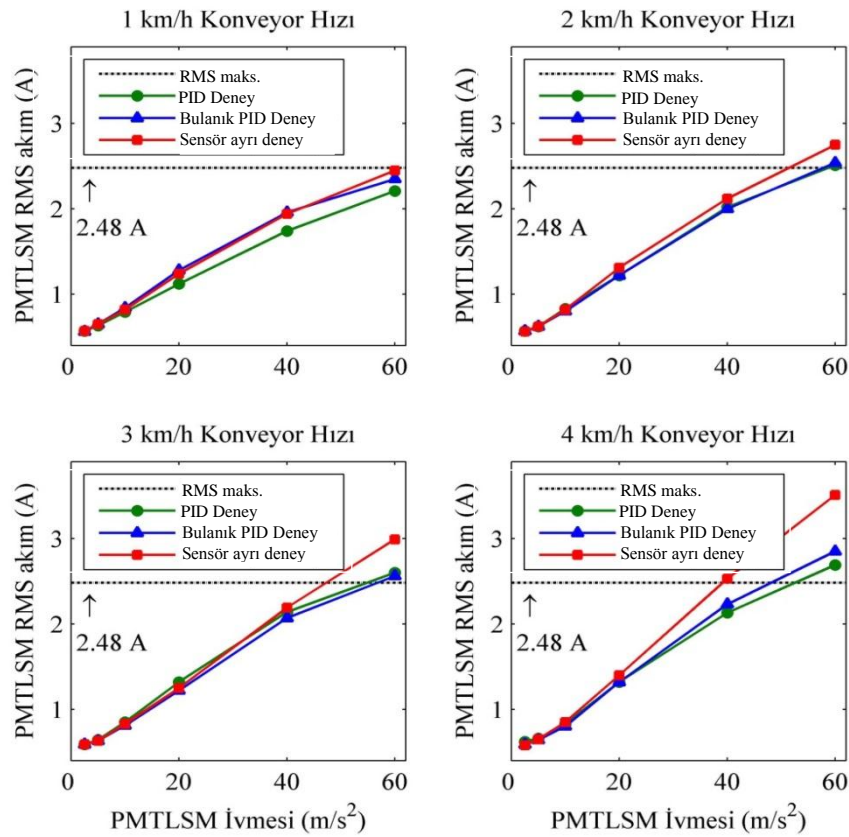 1 km/h Konveyor Hızı
PMTLSM RMS akım (A)
RMS maks.
PID Deney
Bulanık PID Deney
Sensör ayrı deney
3
2
1
↑
2.48 A
0
20
40
60
2 km/h Konveyor Hızı
PMTLSM RMS akım (A)
RMS maks.
PID Deney
Bulanık PID Deney
Sensör ayrı deney
3
2
1
↑
2.48 A
0
20
40
60
3 km/h Konveyor Hızı
PMTLSM RMS akım (A)
RMS maks.
PID Deney
Bulanık PID Deney
Sensör ayrı deney
3
2
1
↑
2.48 A
0
20
40
60
PMTLSM İvmesi (m/s²)
4 km/h Konveyor Hızı
PMTLSM RMS akım (A)
RMS maks.
PID Deney
Bulanık PID Deney
Sensör ayrı deney
3
2
1
↑
2.48 A
0
20
40
60
PMTLSM İvmesi (m/s²)